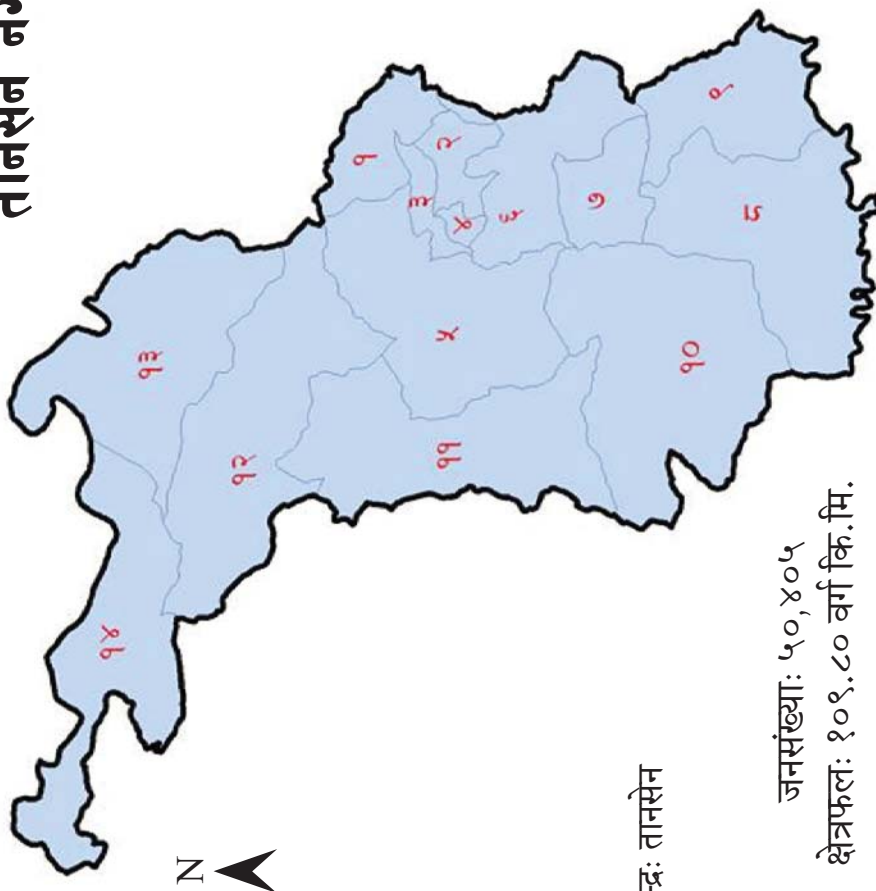 तानसेन
१४
१३
N
१२
१
३
११
५
२
४
६
७
तानसेन
१०
९
८
जनसंख्याः ५०,४०५
क्षेत्रफलः १०९.८० वर्ग कि.मि.